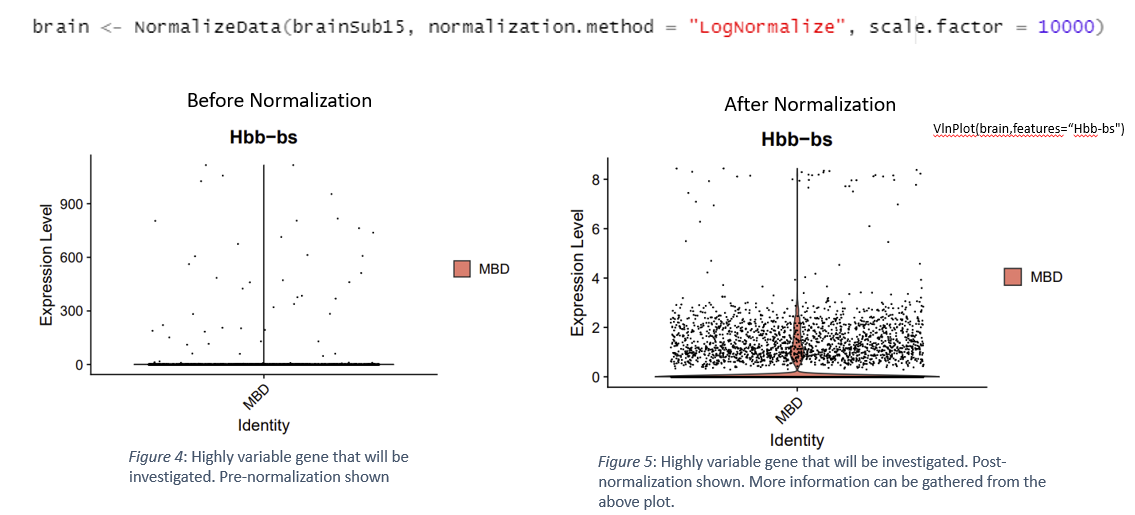 brain <- NormalizeData(brainSub15, normalization.method = "LogNormalize", scale.factor = 10000)
Before Normalization
Hbb-bs
Expression Level
900
600
300
0
MBD
Identity
MBD
Figure 4: Highly variable gene that will be
investigated. Pre-normalization shown
After Normalization
VlnPlot(brain,features=“Hbb-bs")
Hbb-bs
Expression Level
8
6
4
2
0
MBD
Identity
MBD
Figure 5: Highly variable gene that will be investigated. Post-
normalization shown. More information can be gathered from the
above plot.